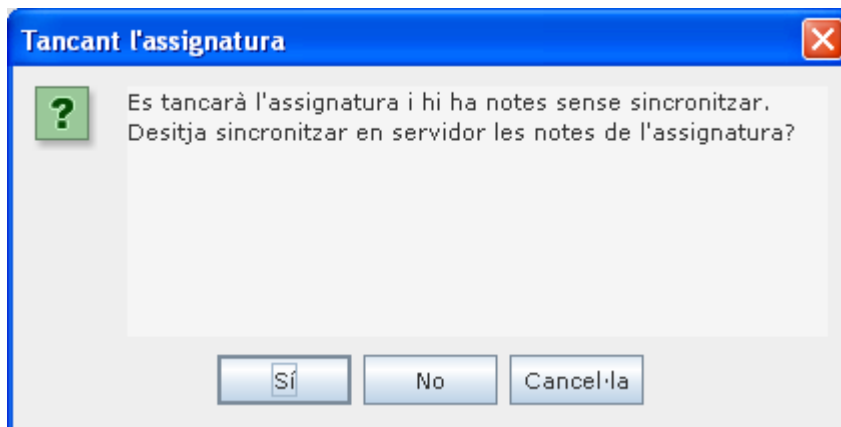 Tancant l'assignatura
Es tancarà l'assignatura i hi ha notes sense sincronitzar.
Desitja sincronitzar en servidor les notes de l'assignatura?
Sí
No
Cancel·la